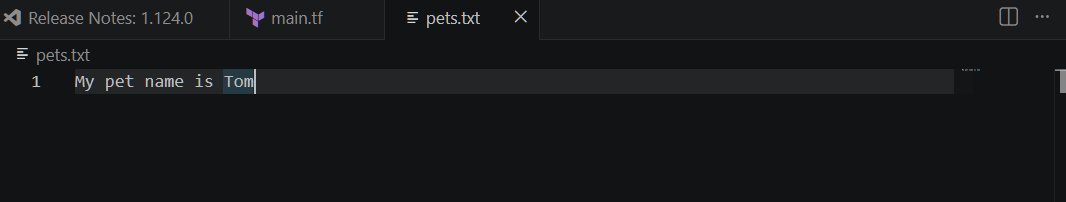 Release Notes: 1.124.0 main.tf pets.txt
pets.txt
1 My pet name is Tom